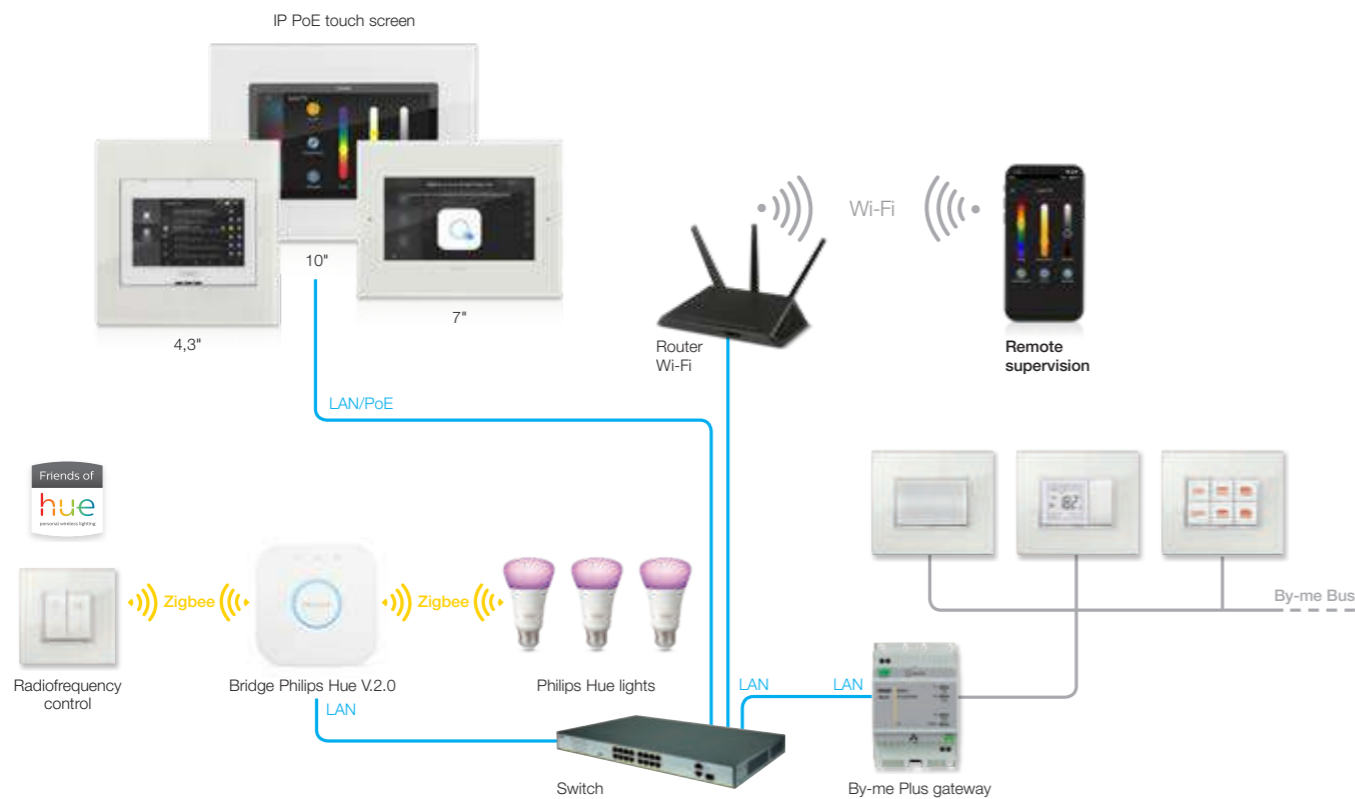 IP PoE touch screen
10"
7"
4,3"
Wi-Fi
Router
Wi-Fi
Remote
supervision
LAN/PoE
Friends of
hue
personal wireless lighting
Zigbee
Zigbee
By-me Bus
Radiofrequency
control
Bridge Philips Hue V.2.0
Philips Hue lights
LAN
LAN
LAN
Switch
By-me Plus gateway